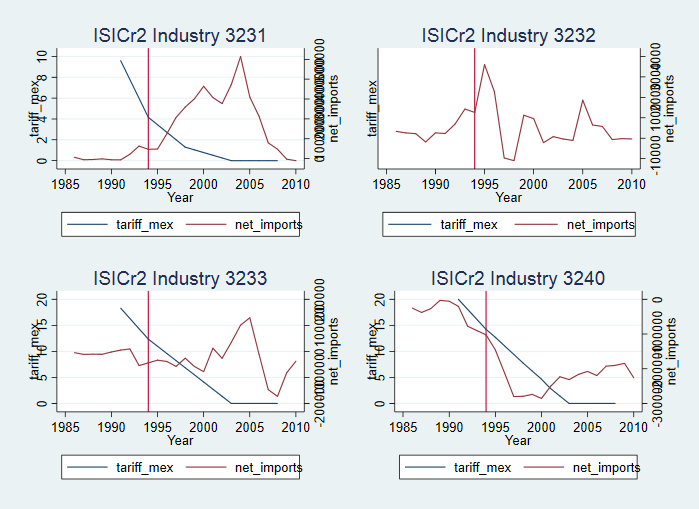 ISICr2 Industry 3231
tariff_mex
0 2 4 6 8 10
net_imports
1985 1990 1995 2000 2005 2010
Year
tariff_mex net_imports
ISICr2 Industry 3232
tariff_mex
net_imports
1985 1990 1995 2000 2005 2010
Year
tariff_mex net_imports
ISICr2 Industry 3233
tariff_mex
0 5 10 15 20
net_imports
1985 1990 1995 2000 2005 2010
Year
tariff_mex net_imports
ISICr2 Industry 3240
tariff_mex
0 5 10 15 20
net_imports
1985 1990 1995 2000 2005 2010
Year
tariff_mex net_imports